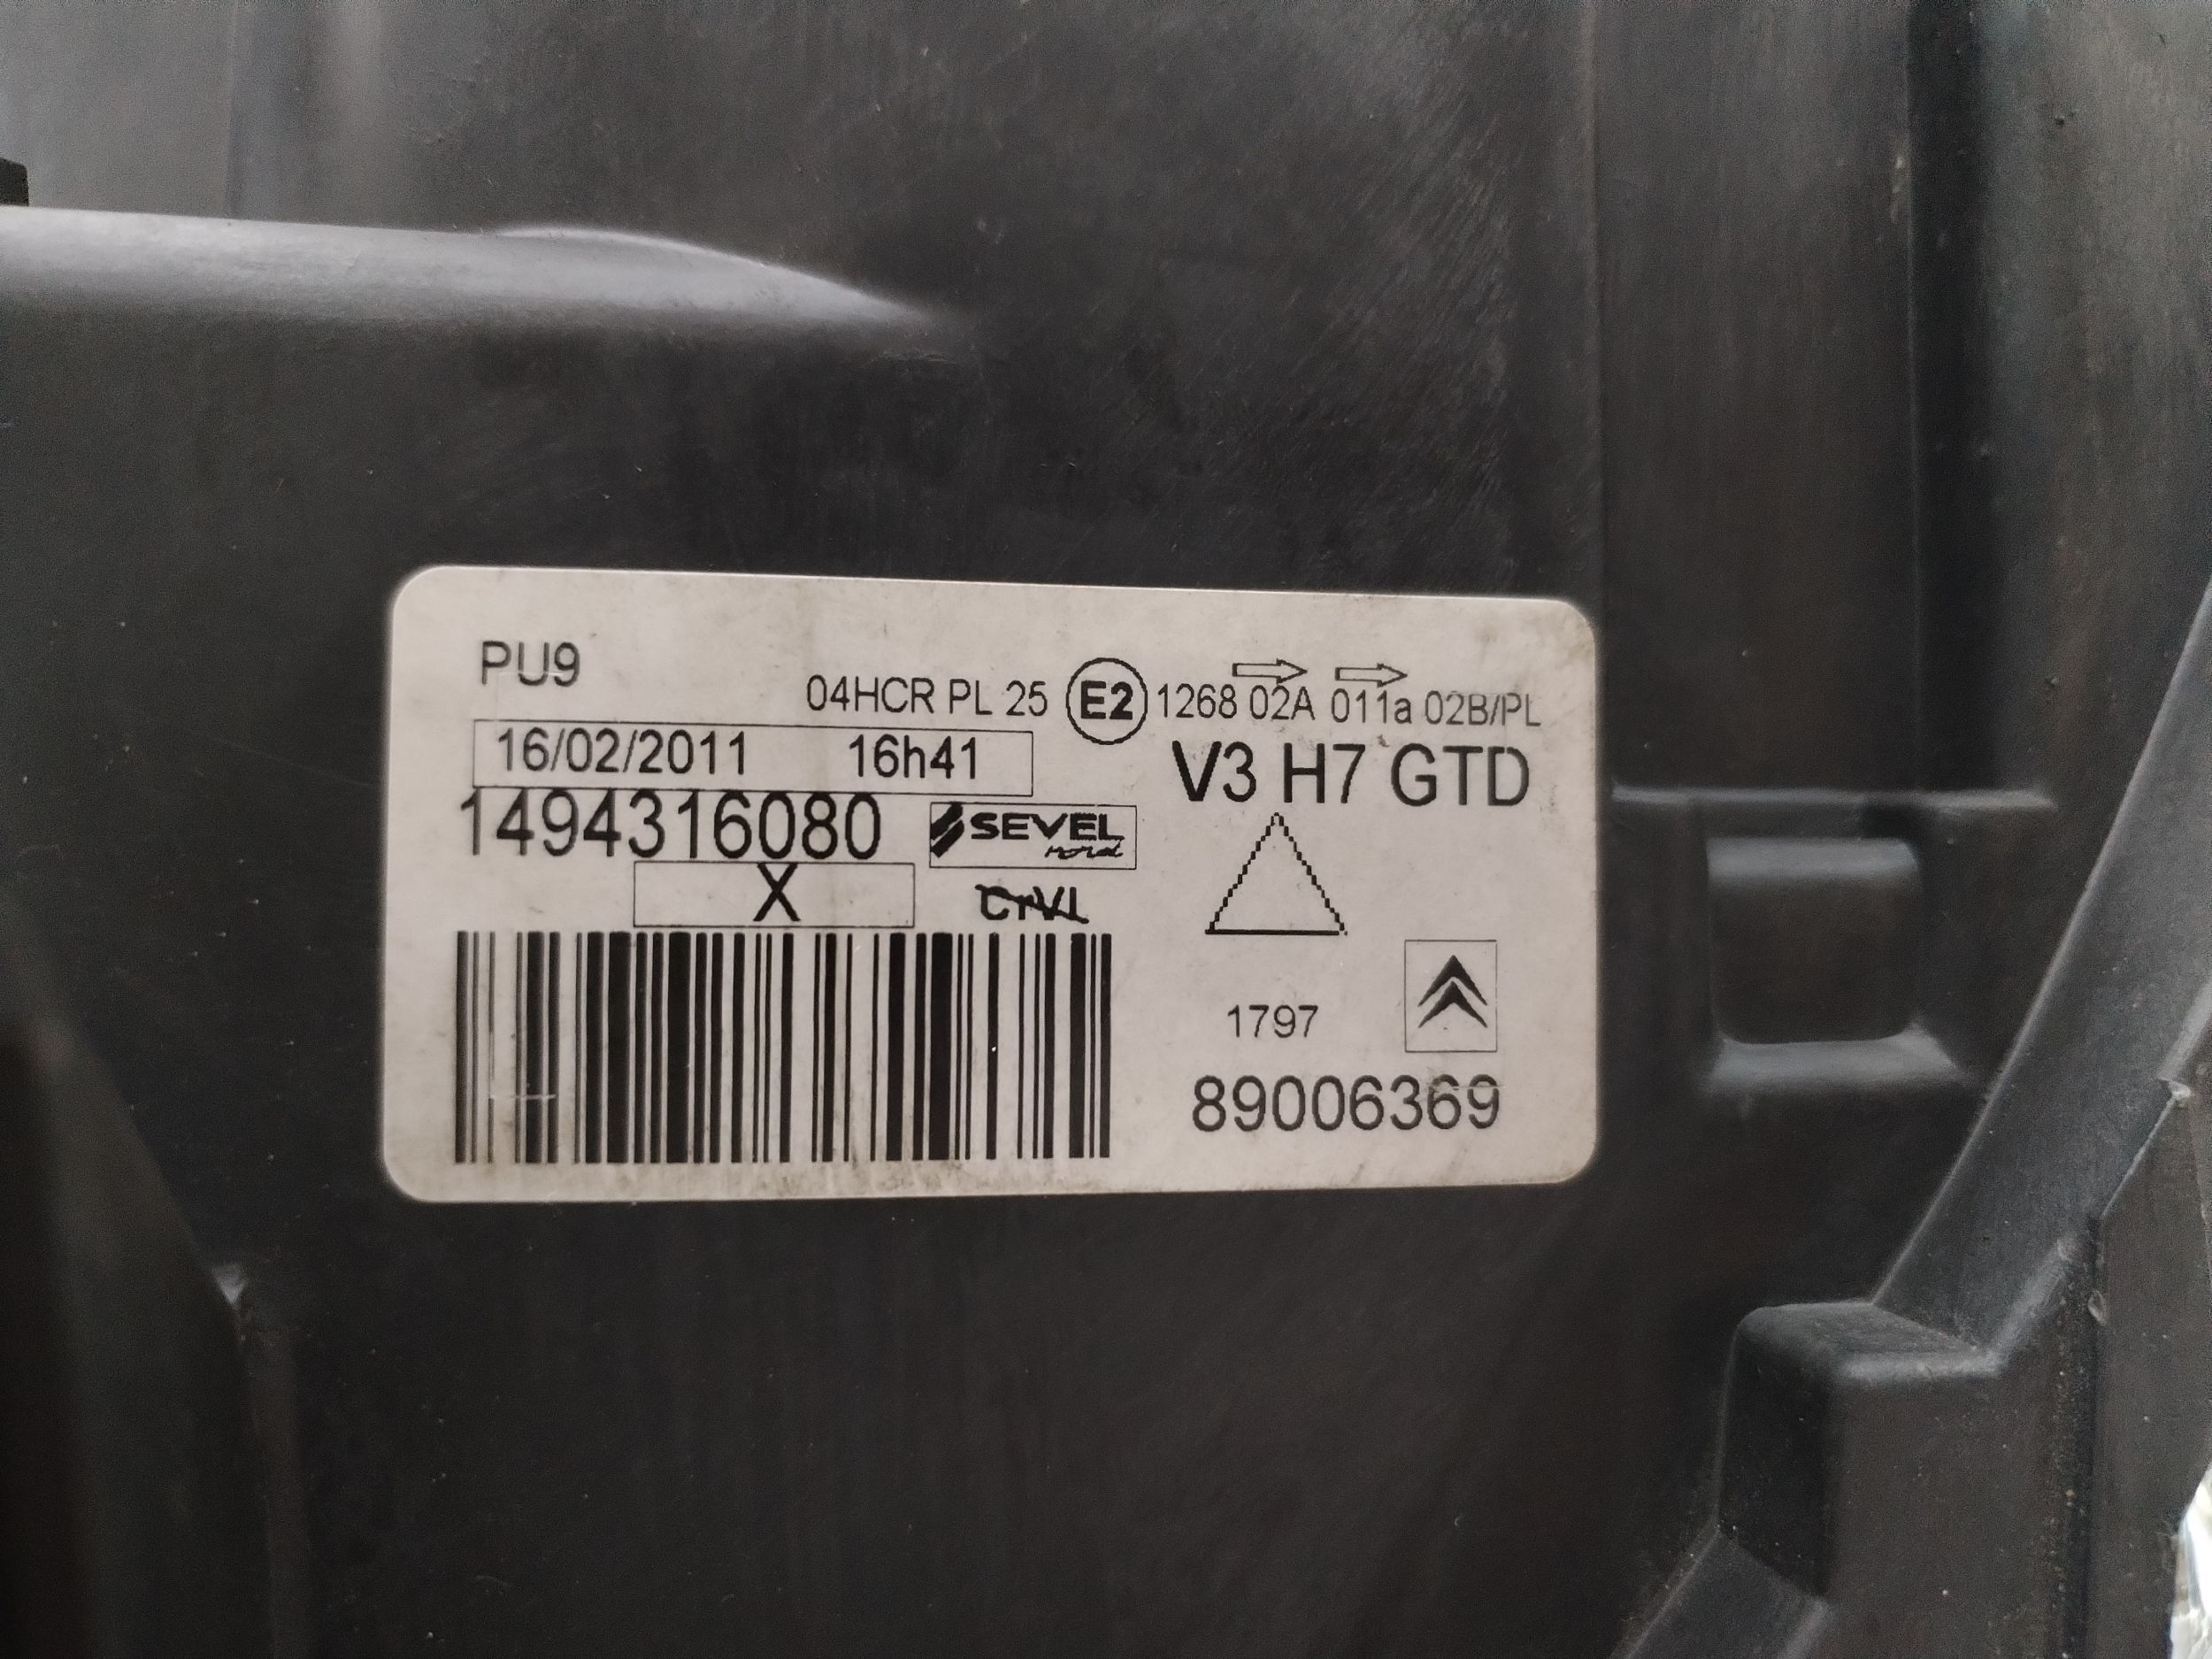 PU9
04HCR PL 25 E2 1268 02A 011a 02B/PL
16/02/2011 16h41
V3 H7 GTD
1494316080
SEVEL
nord
X
1797
89006369